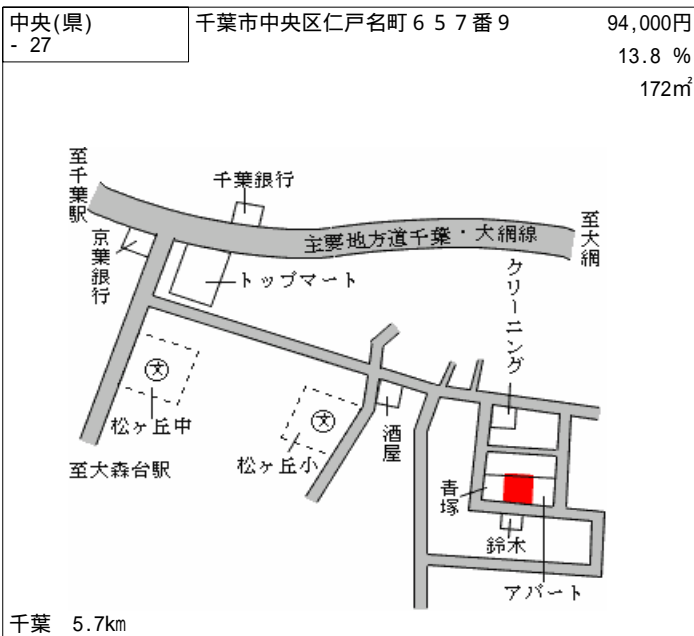 中央(県)
- 27
千葉市中央区仁戸名町６５７番９
94,000円
13.8 %
172㎡
至千葉駅
千葉銀行
主要地方道千葉・大網線
至大網
京葉銀行
トップマート
クリーニング
文
松ヶ丘中
文
松ヶ丘小
酒屋
至大森台駅
青塚
鈴木
アパート
千葉 5.7km